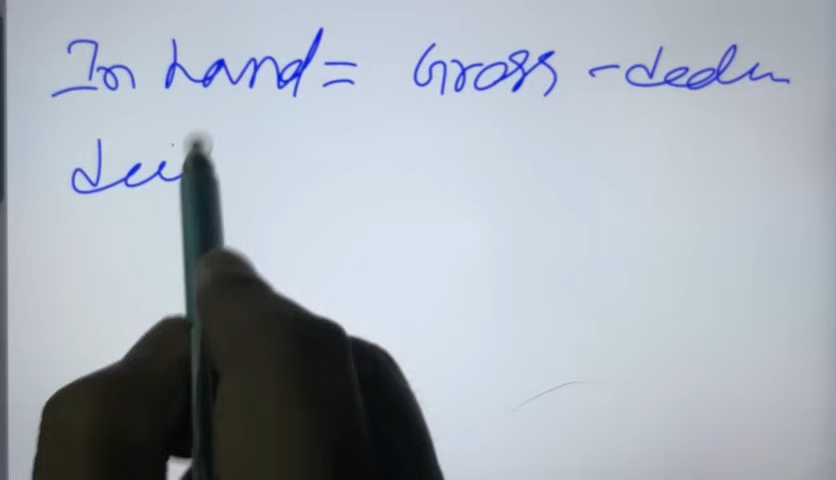 In hand = Gross - dedu